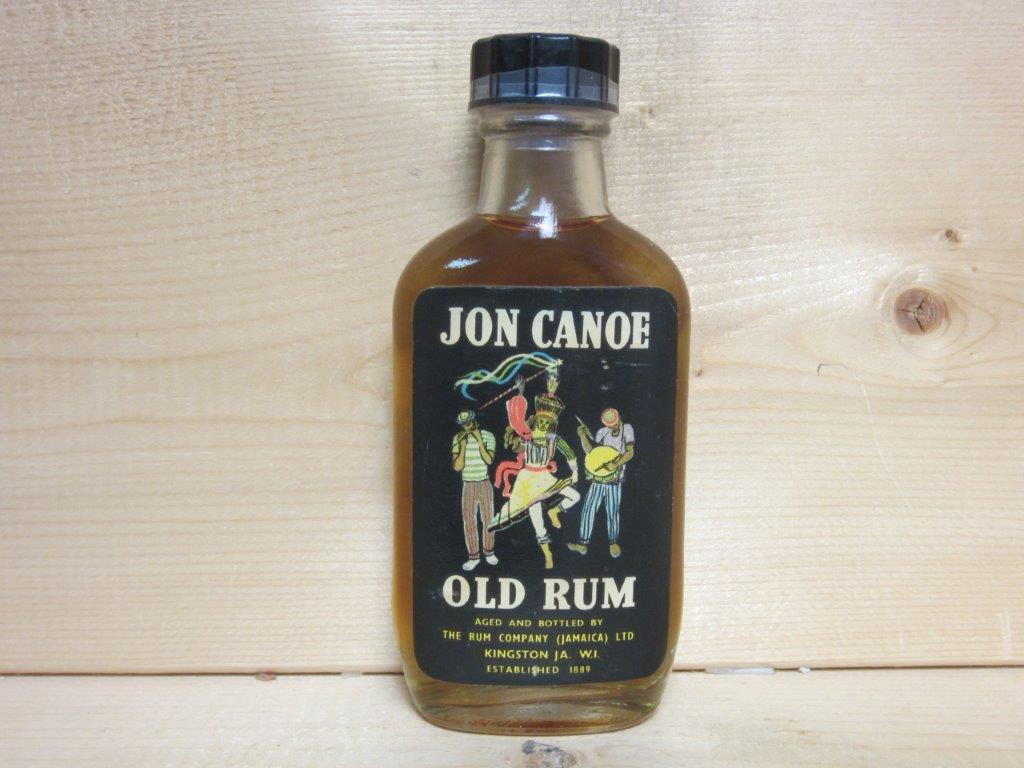 JON CANOE
OLD RUM
AGED AND BOTTLED BY
THE RUM COMPANY (JAMAICA) LTD
KINGSTON JA. W.I.
ESTABLISHED 1889